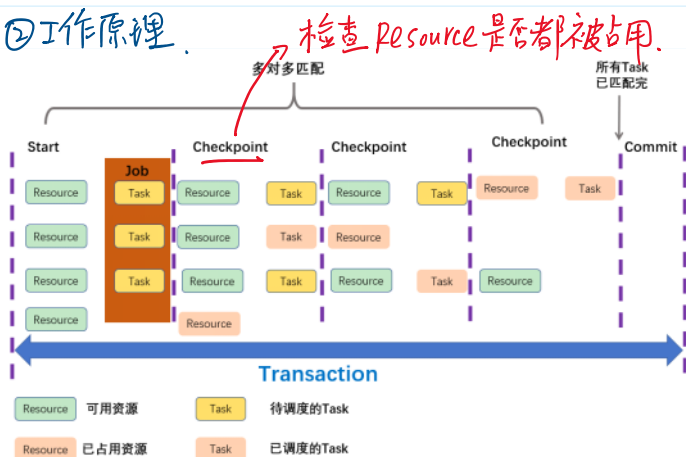 ②工作原理.
检查Resource是否都被占用.
多对多匹配
所有Task
已匹配完
Start
Checkpoint
Checkpoint
Checkpoint
Commit
Job
Resource Task Resource Task Resource Task Resource Task
Resource Task Resource Task Resource
Resource Task Resource Task Resource Task Resource
Resource Resource
Transaction
Resource 可用资源 Task 待调度的Task
Resource 已占用资源 Task 已调度的Task